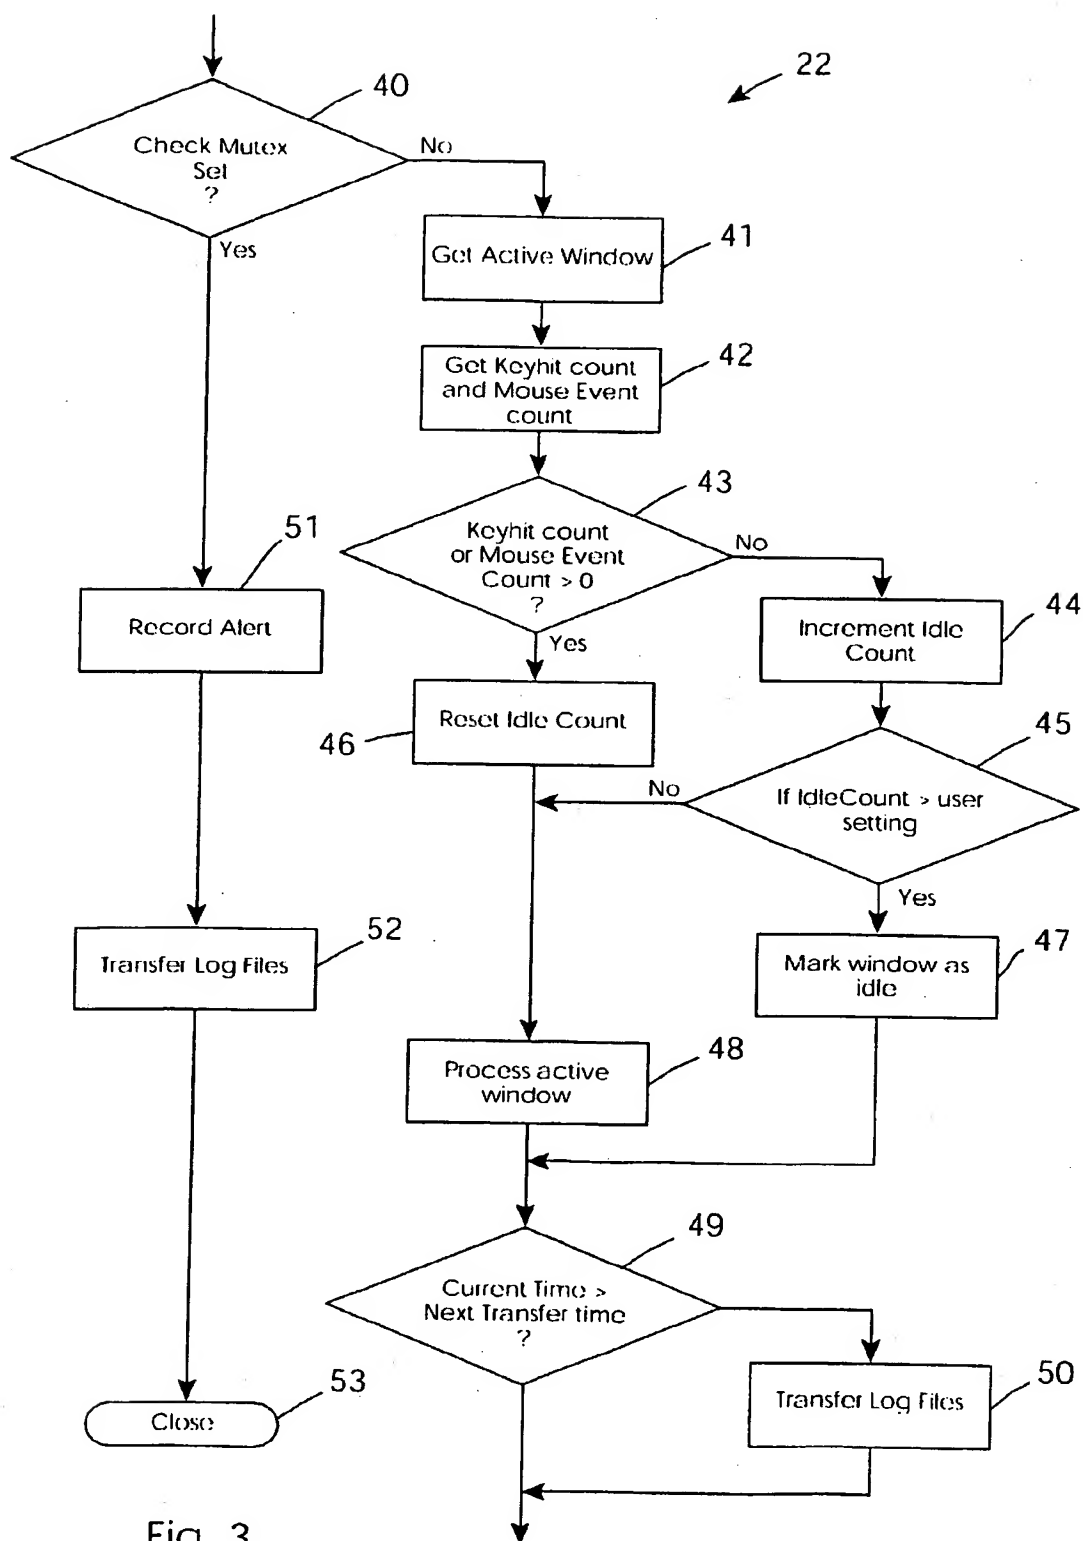 22
40
Check Mutex
Set
?
No
Yes
41
Get Active Window
42
Get Keyhit count
and Mouse Event
count
43
Keyhit count
or Mouse Event
Count > 0
?
No
Yes
51
Record Alert
44
Increment Idle
Count
46
Reset Idle Count
45
If IdleCount > user
setting
No
Yes
52
Transfer Log Files
47
Mark window as
idle
48
Process active
window
49
Current Time >
Next Transfer time
?
50
Transfer Log Files
53
Close
Fig. 3